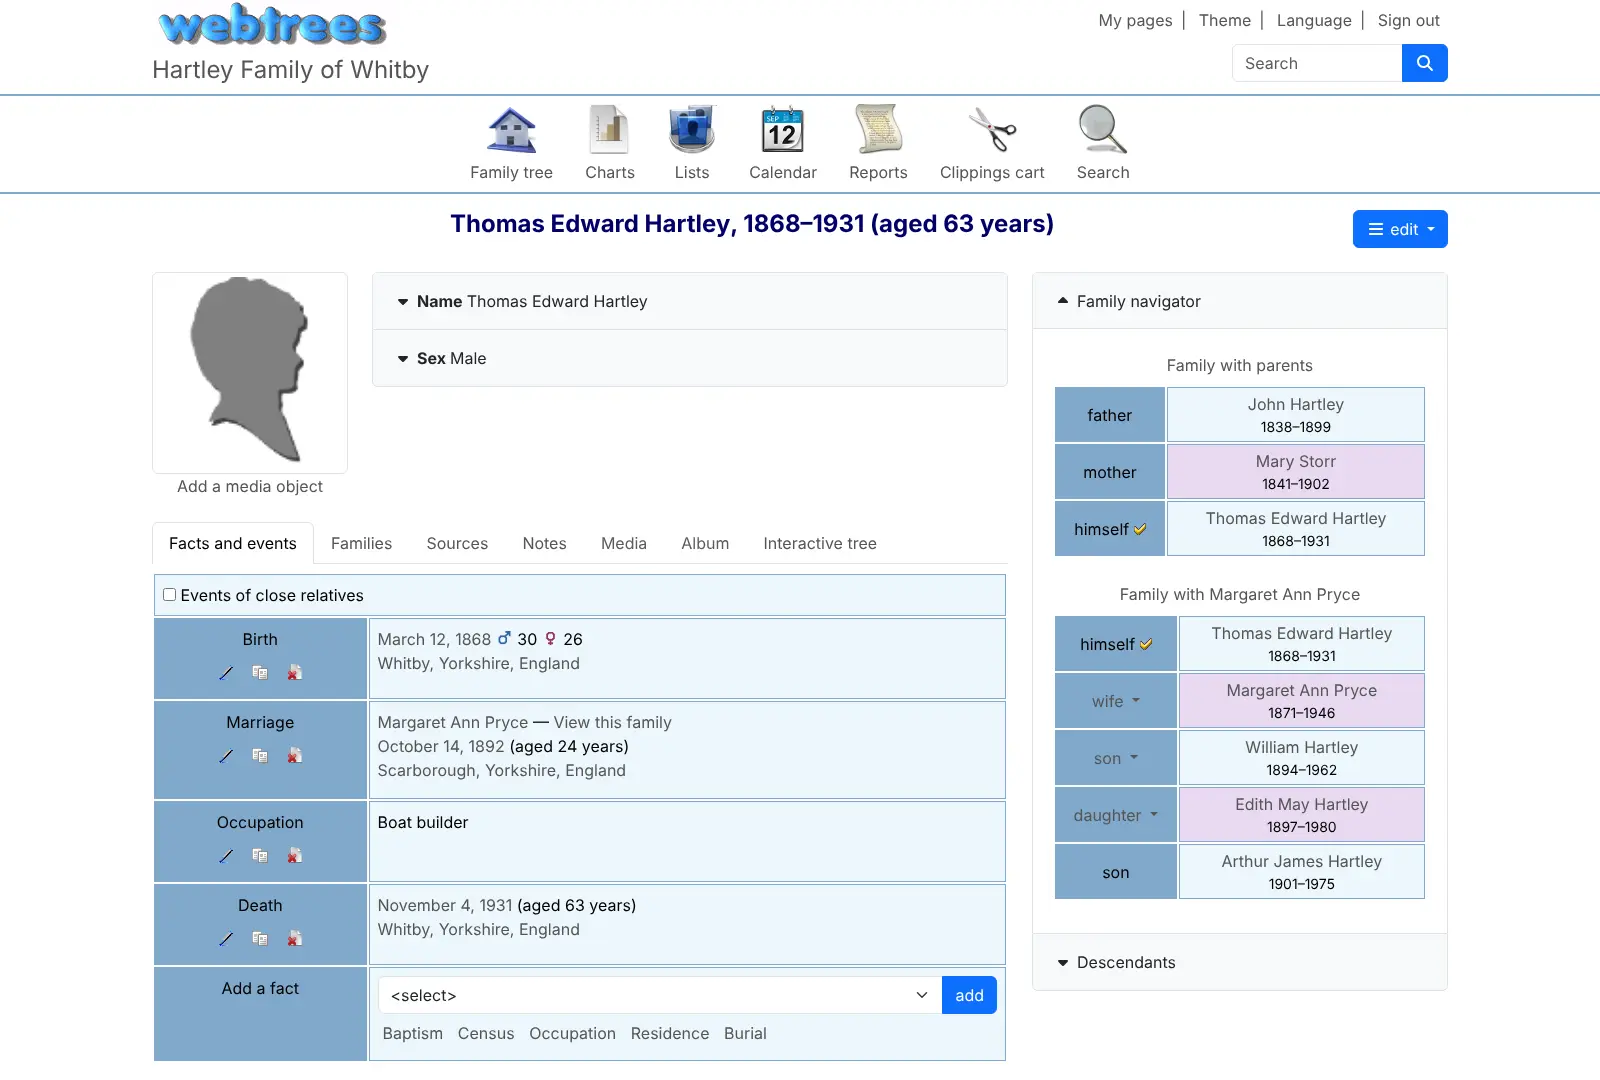 webtrees
My pages | Theme | Language | Sign out
Hartley Family of Whitby
Search
SEP
12
Family tree
Charts
Lists
Calendar
Reports
Clippings cart
Search
Thomas Edward Hartley, 1868–1931 (aged 63 years)
edit
Add a media object
Name Thomas Edward Hartley
Sex Male
Facts and events
Families
Sources
Notes
Media
Album
Interactive tree
Events of close relatives
Birth
March 12, 1868 ♂ 30 ♀ 26
Whitby, Yorkshire, England
Marriage
Margaret Ann Pryce — View this family
October 14, 1892 (aged 24 years)
Scarborough, Yorkshire, England
Occupation
Boat builder
Death
November 4, 1931 (aged 63 years)
Whitby, Yorkshire, England
Add a fact
<select>
add
Baptism Census Occupation Residence Burial
Family navigator
Family with parents
father
John Hartley
1838–1899
mother
Mary Storr
1841–1902
himself
Thomas Edward Hartley
1868–1931
Family with Margaret Ann Pryce
himself
Thomas Edward Hartley
1868–1931
wife
Margaret Ann Pryce
1871–1946
son
William Hartley
1894–1962
daughter
Edith May Hartley
1897–1980
son
Arthur James Hartley
1901–1975
Descendants